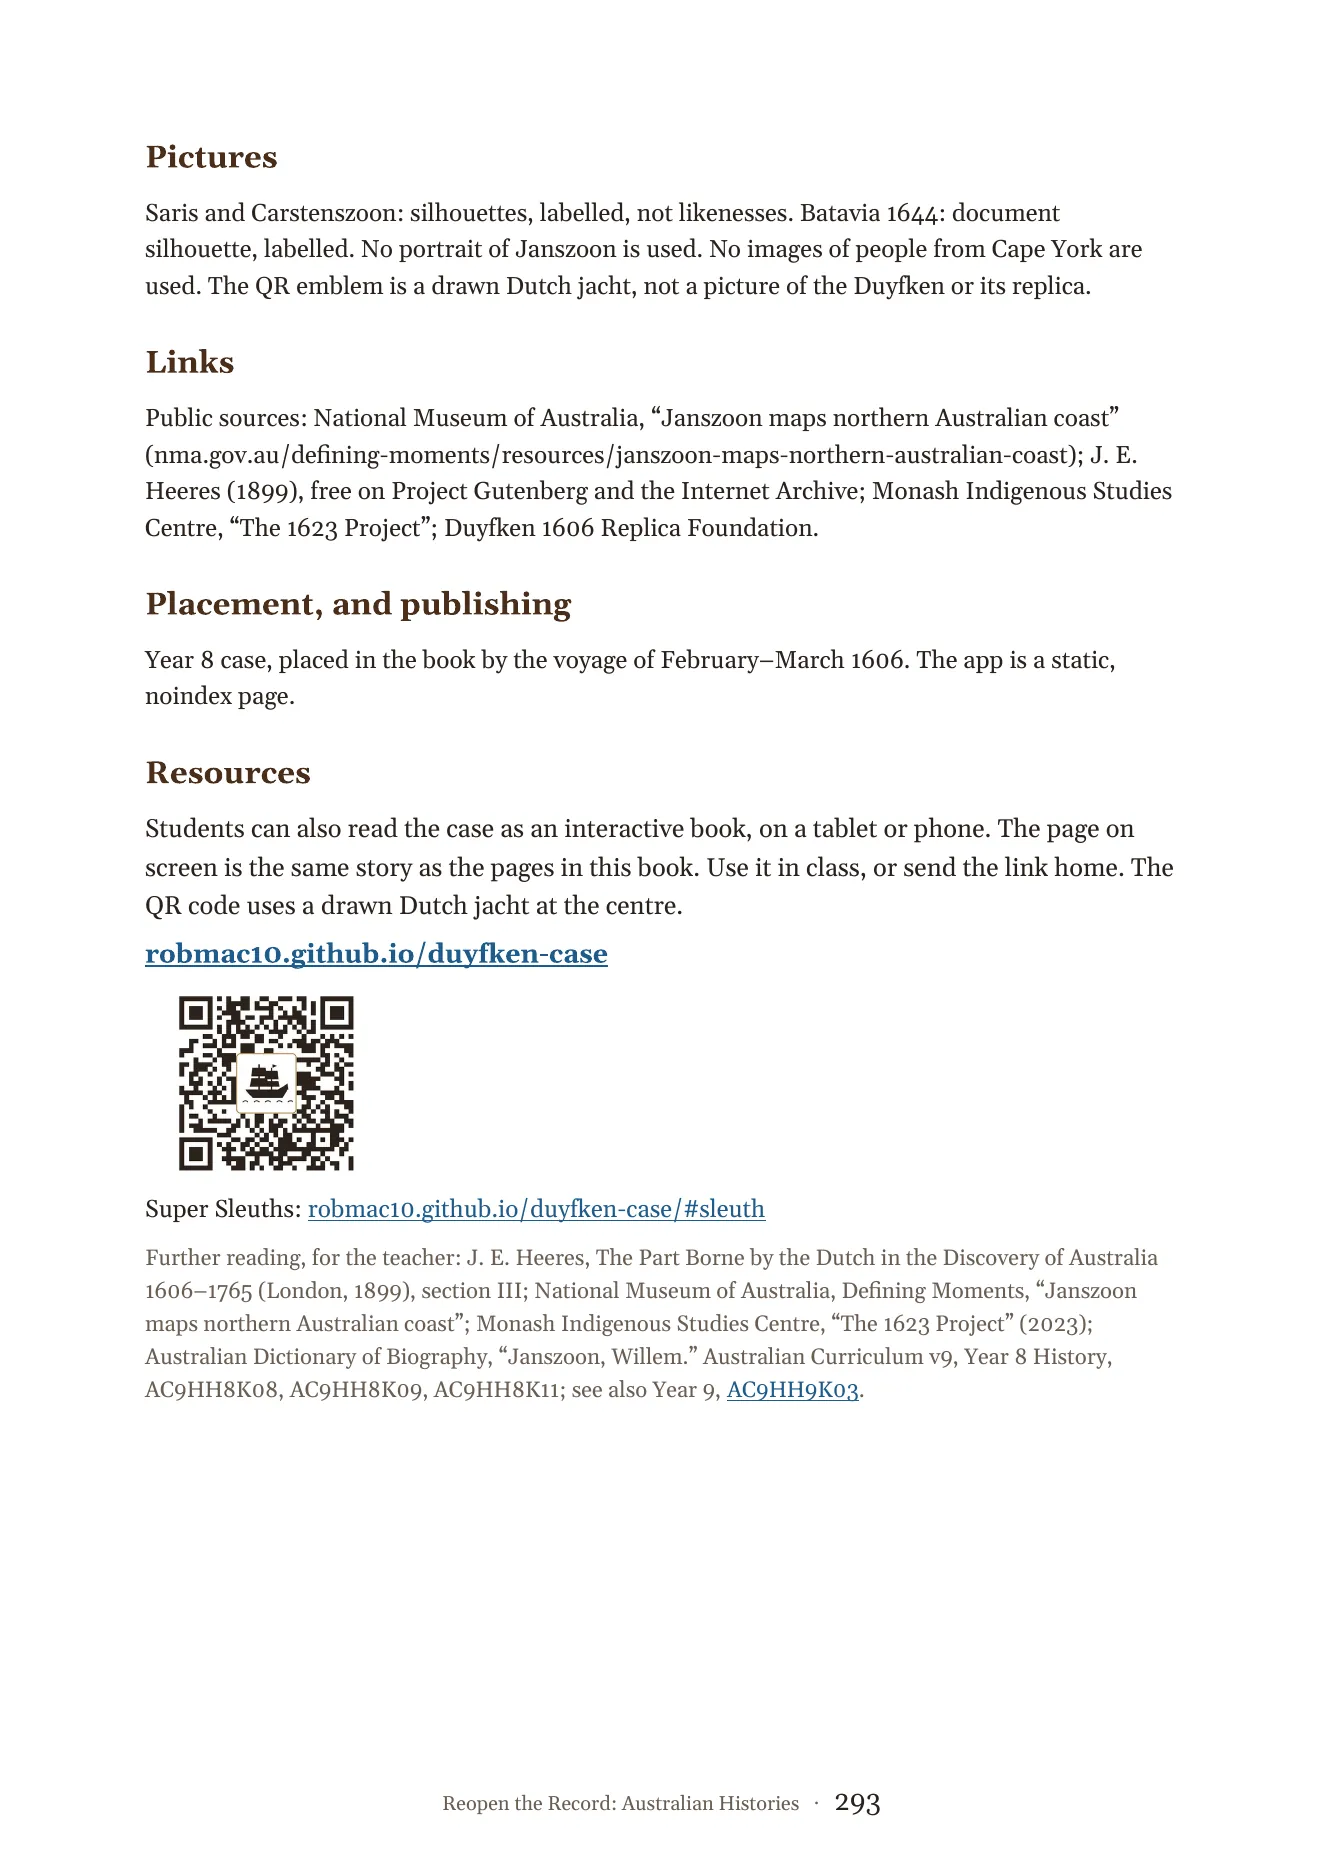 Pictures
Saris and Carstenszoon: silhouettes, labelled, not likenesses. Batavia 1644: document
silhouette, labelled. No portrait of Janszoon is used. No images of people from Cape York are
used. The QR emblem is a drawn Dutch jacht, not a picture of the Duyfken or its replica.
Links
Public sources: National Museum of Australia, “Janszoon maps northern Australian coast”
(nma.gov.au/defining-moments/resources/janszoon-maps-northern-australian-coast); J. E.
Heeres (1899), free on Project Gutenberg and the Internet Archive; Monash Indigenous Studies
Centre, “The 1623 Project”; Duyfken 1606 Replica Foundation.
Placement, and publishing
Year 8 case, placed in the book by the voyage of February–March 1606. The app is a static,
noindex page.
Resources
Students can also read the case as an interactive book, on a tablet or phone. The page on
screen is the same story as the pages in this book. Use it in class, or send the link home. The
QR code uses a drawn Dutch jacht at the centre.
robmac10.github.io/duyfken-case
Super Sleuths: robmac10.github.io/duyfken-case/#sleuth
Further reading, for the teacher: J. E. Heeres, The Part Borne by the Dutch in the Discovery of Australia
1606–1765 (London, 1899), section III; National Museum of Australia, Defining Moments, “Janszoon
maps northern Australian coast”; Monash Indigenous Studies Centre, “The 1623 Project” (2023);
Australian Dictionary of Biography, “Janszoon, Willem.” Australian Curriculum v9, Year 8 History,
AC9HH8K08, AC9HH8K09, AC9HH8K11; see also Year 9, AC9HH9K03.
Reopen the Record: Australian Histories · 293